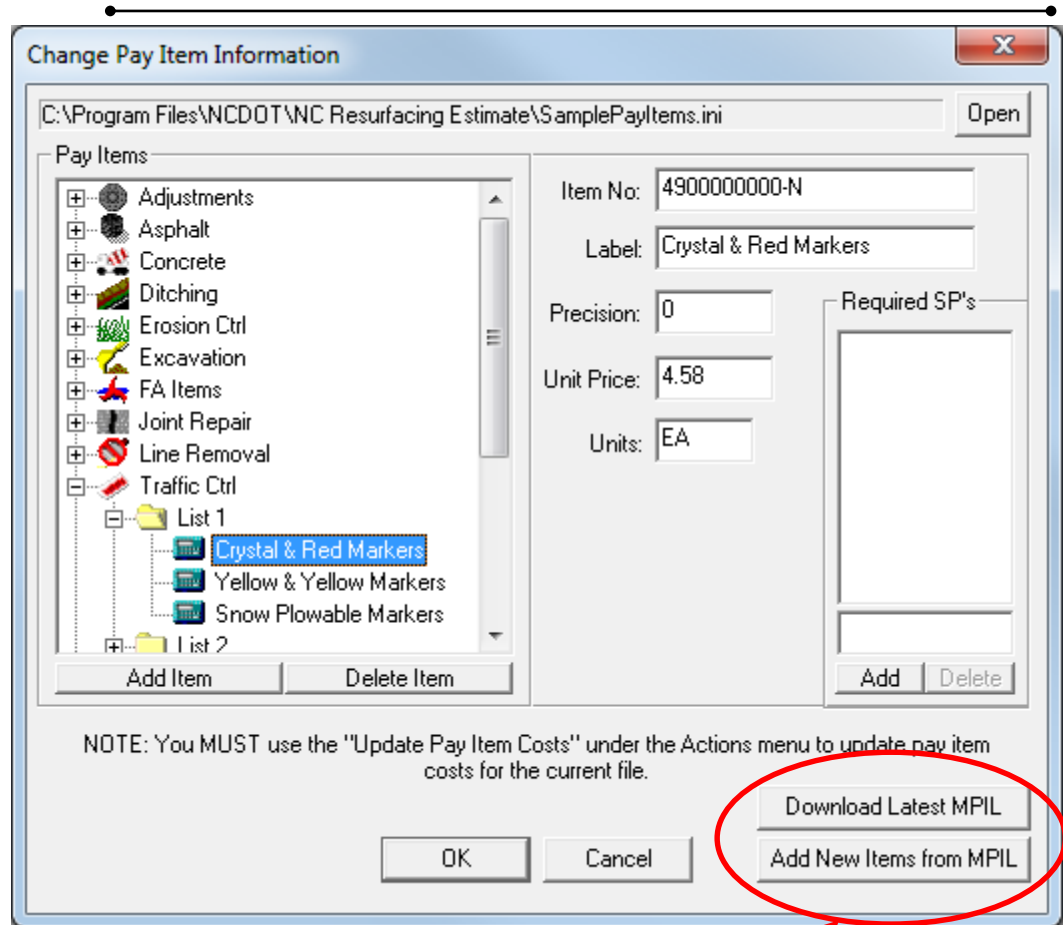 Change Pay Item Information
C:\Program Files\NCDOT\NC Resurfacing Estimate\SamplePayItems.ini
Open
Pay Items
Adjustments
Asphalt
Concrete
Ditching
Erosion Ctrl
Excavation
FA Items
Joint Repair
Line Removal
Traffic Ctrl
List 1
Crystal & Red Markers
Yellow & Yellow Markers
Snow Plowable Markers
List 2
Add Item
Delete Item
Item No: 4900000000-N
Label: Crystal & Red Markers
Precision: 0
Unit Price: 4.58
Units: EA
Required SP's
Add
Delete
NOTE: You MUST use the "Update Pay Item Costs" under the Actions menu to update pay item
costs for the current file.
Download Latest MPIL
OK
Cancel
Add New Items from MPIL